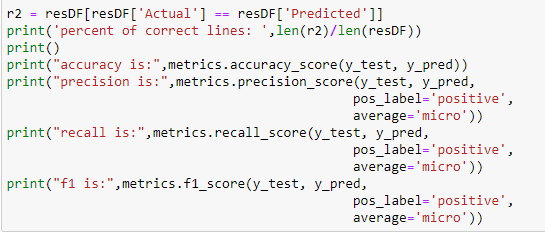 r2 = resDF[resDF['Actual'] == resDF['Predicted']]
print('percent of correct lines: ',len(r2)/len(resDF))
print()
print("accuracy is:",metrics.accuracy_score(y_test, y_pred))
print("precision is:",metrics.precision_score(y_test, y_pred,
                                              pos_label='positive',
                                              average='micro'))
print("recall is:",metrics.recall_score(y_test, y_pred,
                                              pos_label='positive',
                                              average='micro'))
print("f1 is:",metrics.f1_score(y_test, y_pred,
                                              pos_label='positive',
                                              average='micro'))